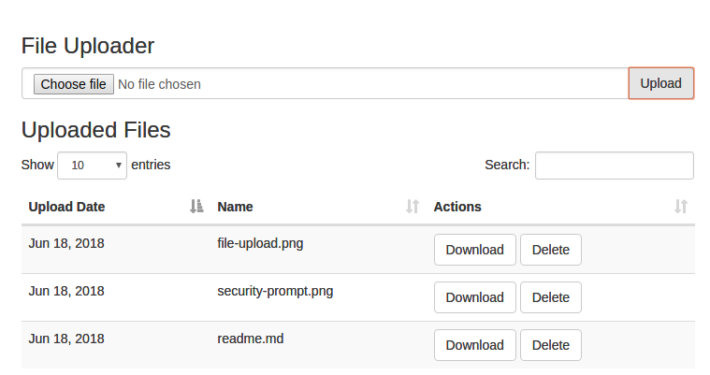 File Uploader
Choose file No file chosen Upload
Uploaded Files
Show 10 entries Search:
Upload Date Name Actions
Jun 18, 2018 file-upload.png Download Delete
Jun 18, 2018 security-prompt.png Download Delete
Jun 18, 2018 readme.md Download Delete